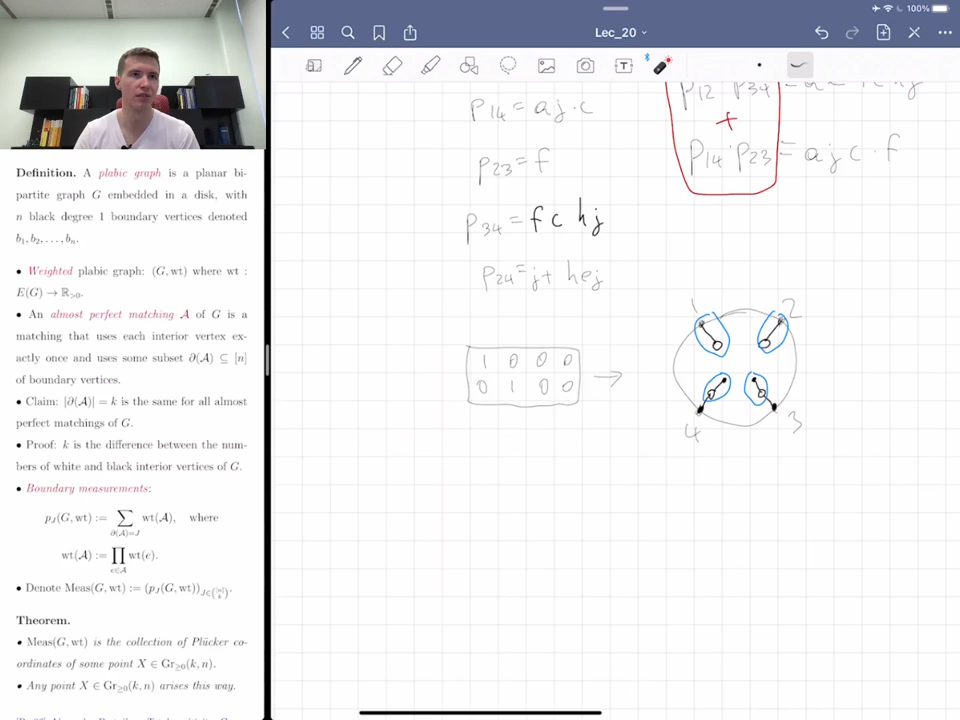 100%
Lec_20
Definition. A plabic graph is a planar bi-
partite graph G embedded in a disk, with
n black degree 1 boundary vertices denoted
b₁, b₂, . . . , bₙ.
• Weighted plabic graph: (G, wt) where wt :
E(G) → ℝ>0.
• An almost perfect matching 𝒜 of G is a
matching that uses each interior vertex ex-
actly once and uses some subset ∂(𝒜) ⊆ [n]
of boundary vertices.
• Claim: |∂(𝒜)| = k is the same for all almost
perfect matchings of G.
• Proof: k is the difference between the num-
bers of white and black interior vertices of G.
• Boundary measurements:
p_J(G, wt) := ∑ wt(𝒜), where
∂(𝒜)=J
wt(𝒜) := ∏ wt(e).
e∈𝒜
• Denote Meas(G, wt) := (p_J(G, wt))_{J∈([n] k)}.
Theorem.
• Meas(G, wt) is the collection of Plücker co-
ordinates of some point X ∈ Gr≥0(k, n).
• Any point X ∈ Gr≥0(k, n) arises this way.
P₁₄ = aj · c
P₂₃ = f
P₃₄ = f c h j
P₂₄ = j + hej
P₁₂ P₃₄
+
P₁₄ · P₂₃ = a j c · f
1 0 0 0
0 1 0 0
→
1 2
4 3